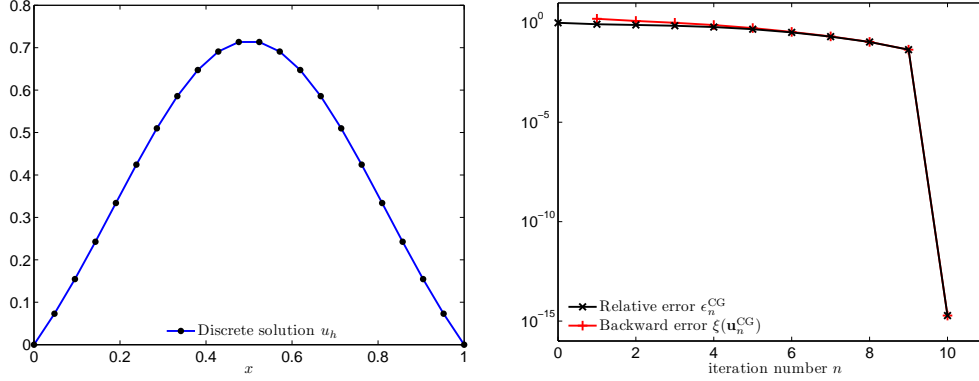 0.8
0.7
0.6
0.5
0.4
0.3
0.2
0.1
0
Discrete solution u_h
0 0.2 0.4 0.6 0.8 1
x
10^0
10^−5
10^−10
10^−15
Relative error ϵ_n^CG
Backward error ξ(u_n^CG)
0 2 4 6 8 10
iteration number n